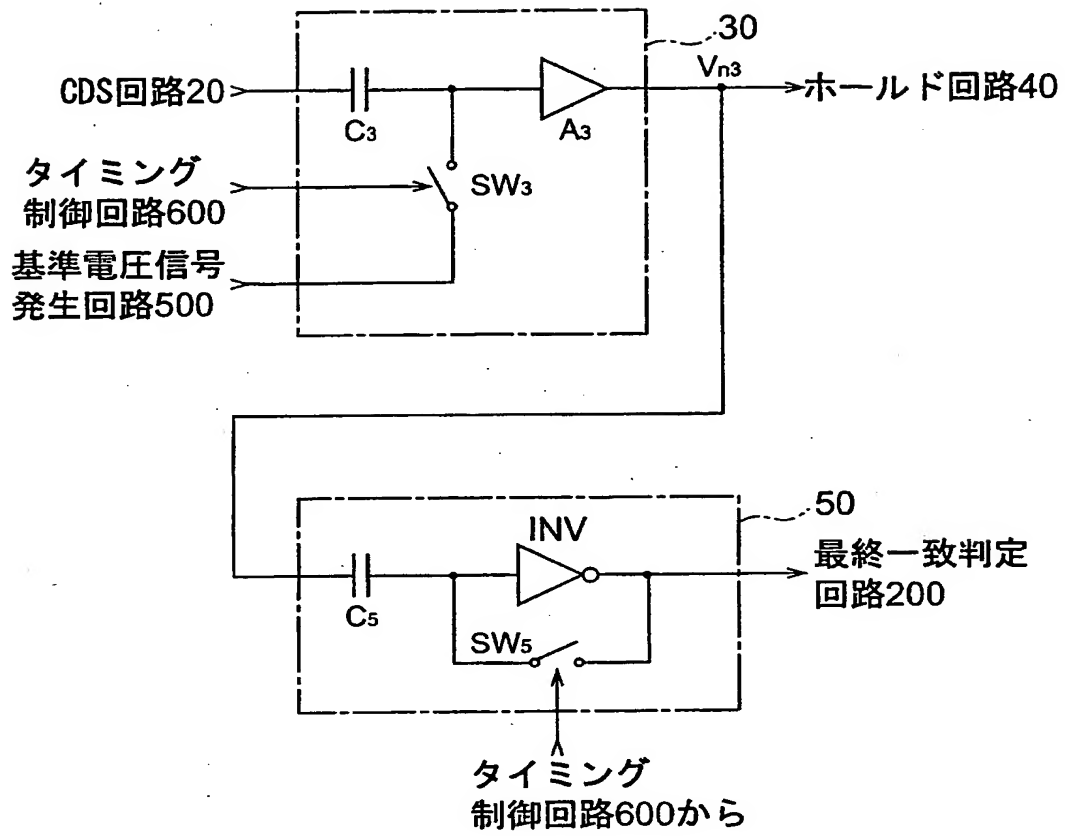 30
CDS回路20
C3
A3
Vn3
ホールド回路40
タイミング
制御回路600
SW3
基準電圧信号
発生回路500
50
INV
C5
SW5
最終一致判定
回路200
タイミング
制御回路600から